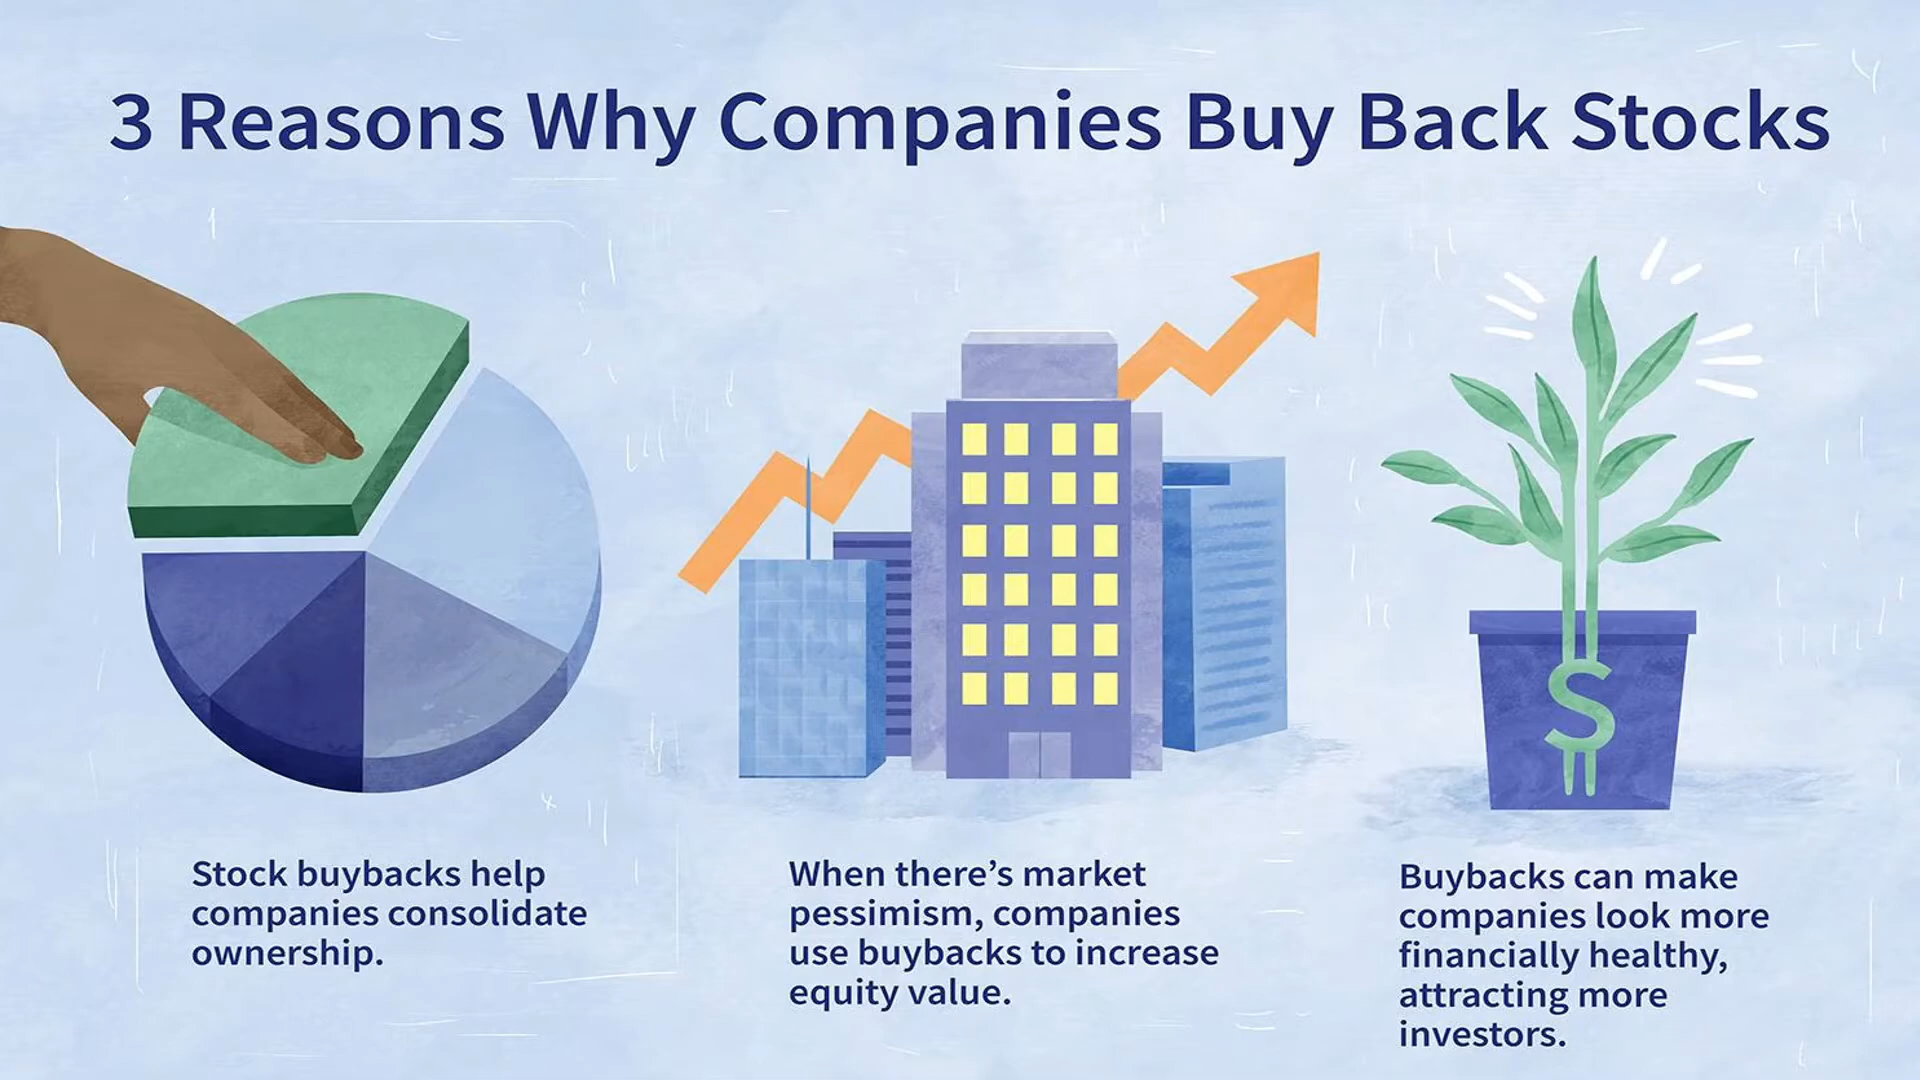 3 Reasons Why Companies Buy Back Stocks
Stock buybacks help
companies consolidate
ownership.
When there’s market
pessimism, companies
use buybacks to increase
equity value.
$
Buybacks can make
companies look more
financially healthy,
attracting more
investors.